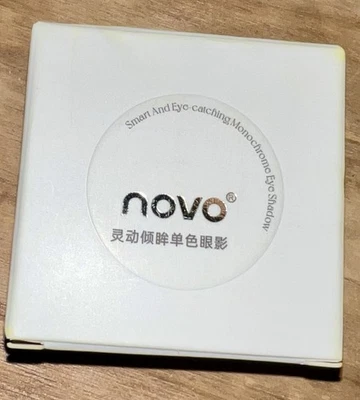 Smart And Eye-catching Monochrome Eye Shadow
novo®
灵动倾眸单色眼影